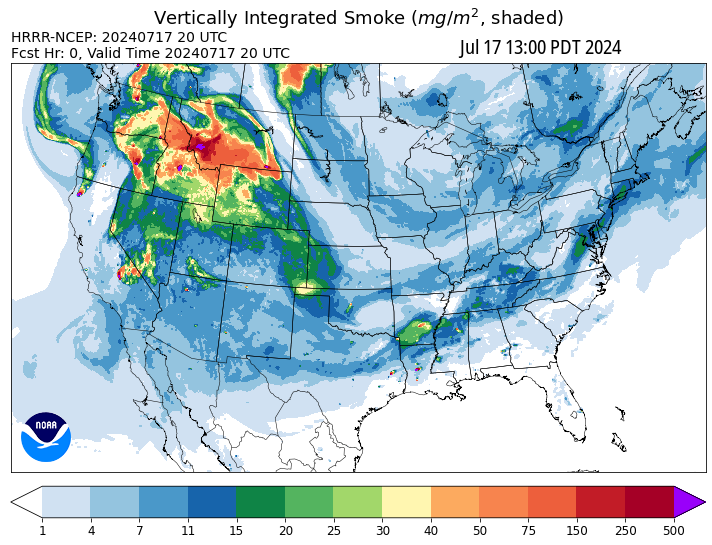 Vertically Integrated Smoke (mg/m², shaded)
HRRR-NCEP: 20240717 20 UTC
Fcst Hr: 0, Valid Time 20240717 20 UTC
Jul 17 13:00 PDT 2024
NOAA
1 4 7 11 15 20 25 30 40 50 75 150 250 500